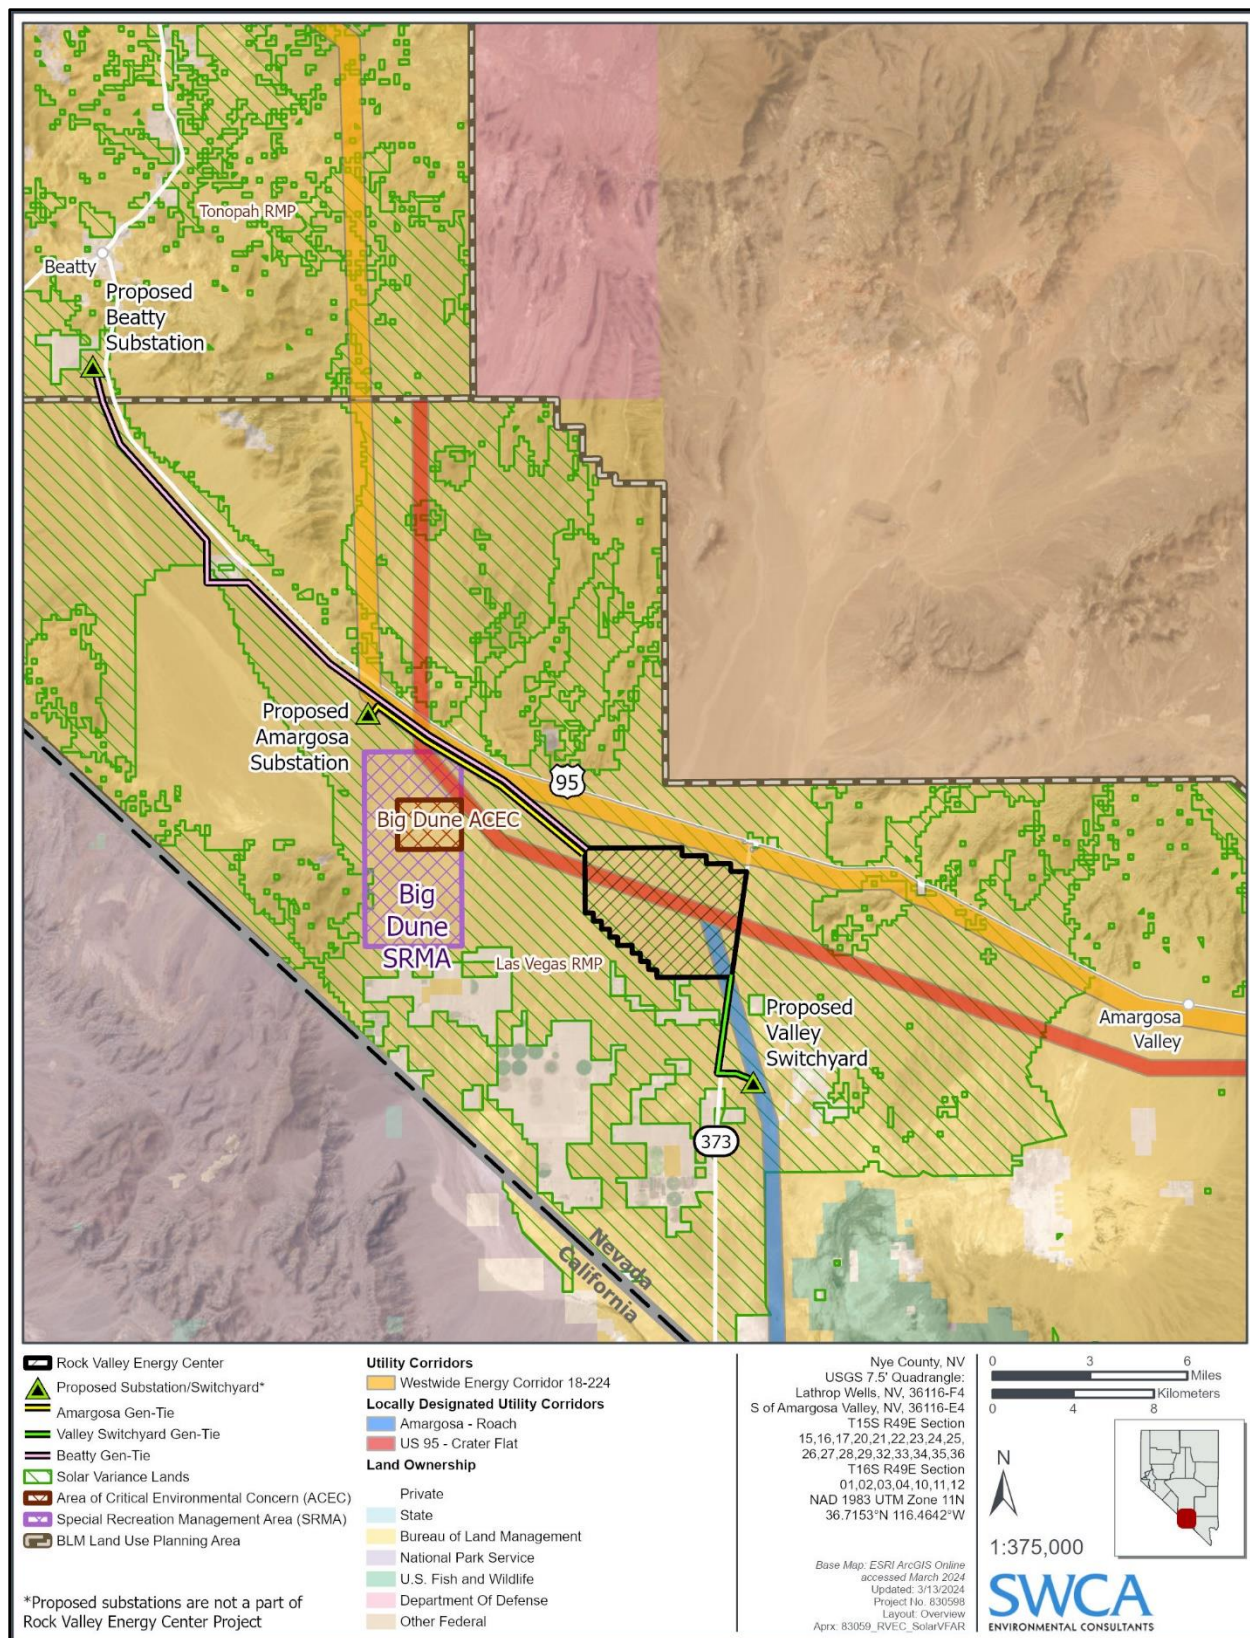 Tonopah RMP
Beatty
Proposed
Beatty
Substation
Proposed
Amargosa
Substation
95
Big Dune ACEC
Big
Dune
SRMA
Las Vegas RMP
Proposed
Valley
Switchyard
Amargosa
Valley
373
Nevada
California
Rock Valley Energy Center
Proposed Substation/Switchyard*
Amargosa Gen-Tie
Valley Switchyard Gen-Tie
Beatty Gen-Tie
Solar Variance Lands
Area of Critical Environmental Concern (ACEC)
Special Recreation Management Area (SRMA)
BLM Land Use Planning Area
*Proposed substations are not a part of
Rock Valley Energy Center Project
Utility Corridors
Westwide Energy Corridor 18-224
Locally Designated Utility Corridors
Amargosa - Roach
US 95 - Crater Flat
Land Ownership
Private
State
Bureau of Land Management
National Park Service
U.S. Fish and Wildlife
Department Of Defense
Other Federal
Nye County, NV
USGS 7.5' Quadrangle:
Lathrop Wells, NV, 36116-F4
S of Amargosa Valley, NV, 36116-E4
T15S R49E Section
15,16,17,20,21,22,23,24,25,
26,27,28,29,32,33,34,35,36
T16S R49E Section
01,02,03,04,10,11,12
NAD 1983 UTM Zone 11N
36.7153°N 116.4642°W
Base Map: ESRI ArcGIS Online
accessed March 2024
Updated: 3/13/2024
Project No. 830598
Layout: Overview
Aprx: 83059_RVEC_SolarVFAR
0 3 6
Miles
Kilometers
0 4 8
N
1:375,000
SWCA
ENVIRONMENTAL CONSULTANTS